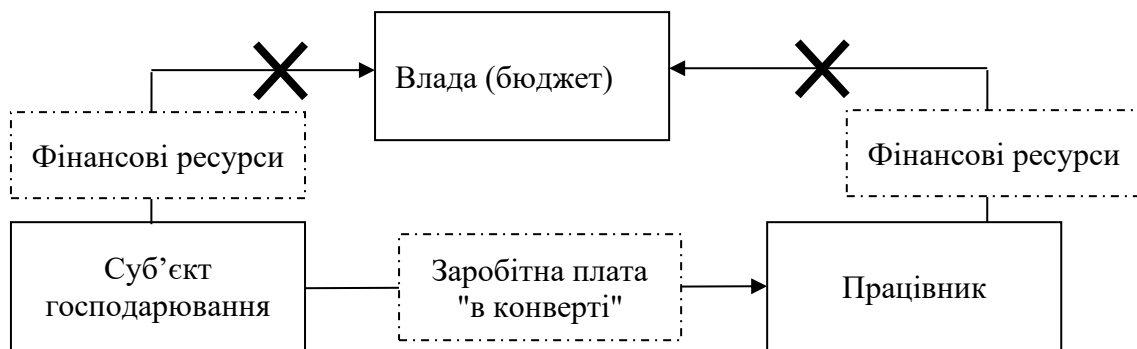 Влада (бюджет)
Фінансові ресурси
Фінансові ресурси
Суб’єкт
господарювання
Заробітна плата
"в конверті"
Працівник